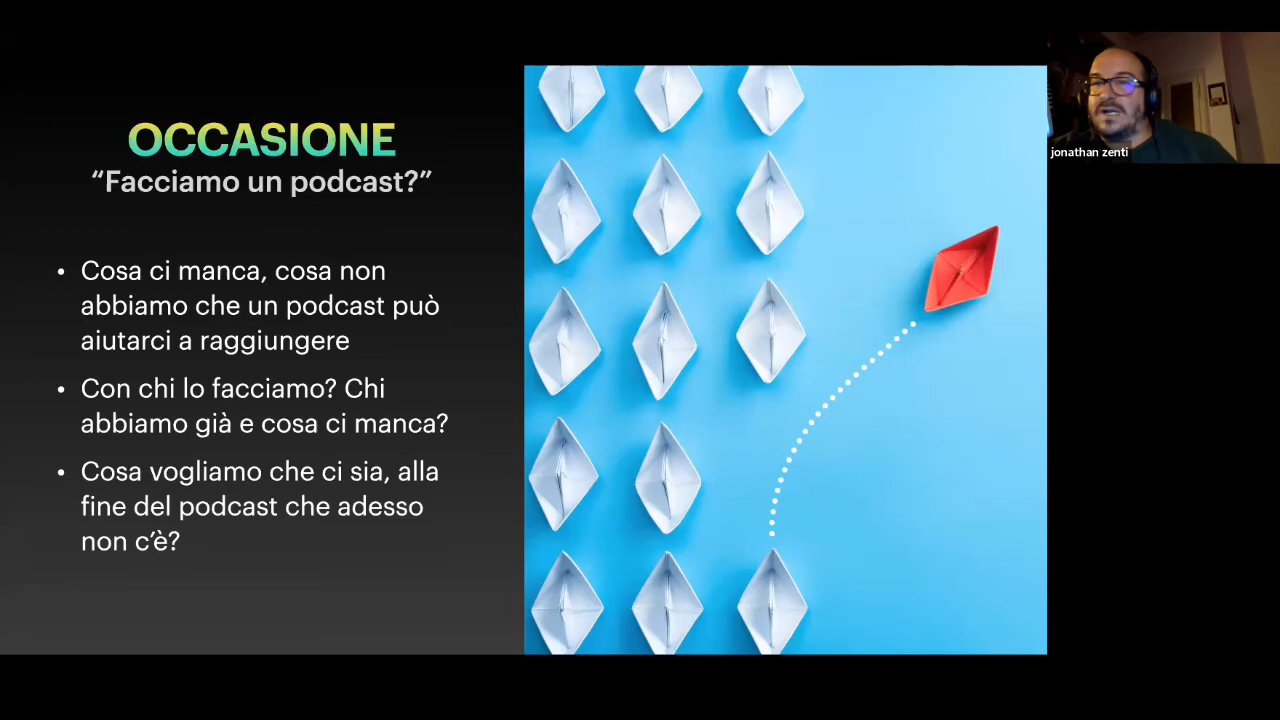 OCCASIONE
“Facciamo un podcast?”
• Cosa ci manca, cosa non
abbiamo che un podcast può
aiutarci a raggiungere
• Con chi lo facciamo? Chi
abbiamo già e cosa ci manca?
• Cosa vogliamo che ci sia, alla
fine del podcast che adesso
non c’è?
jonathan zenti